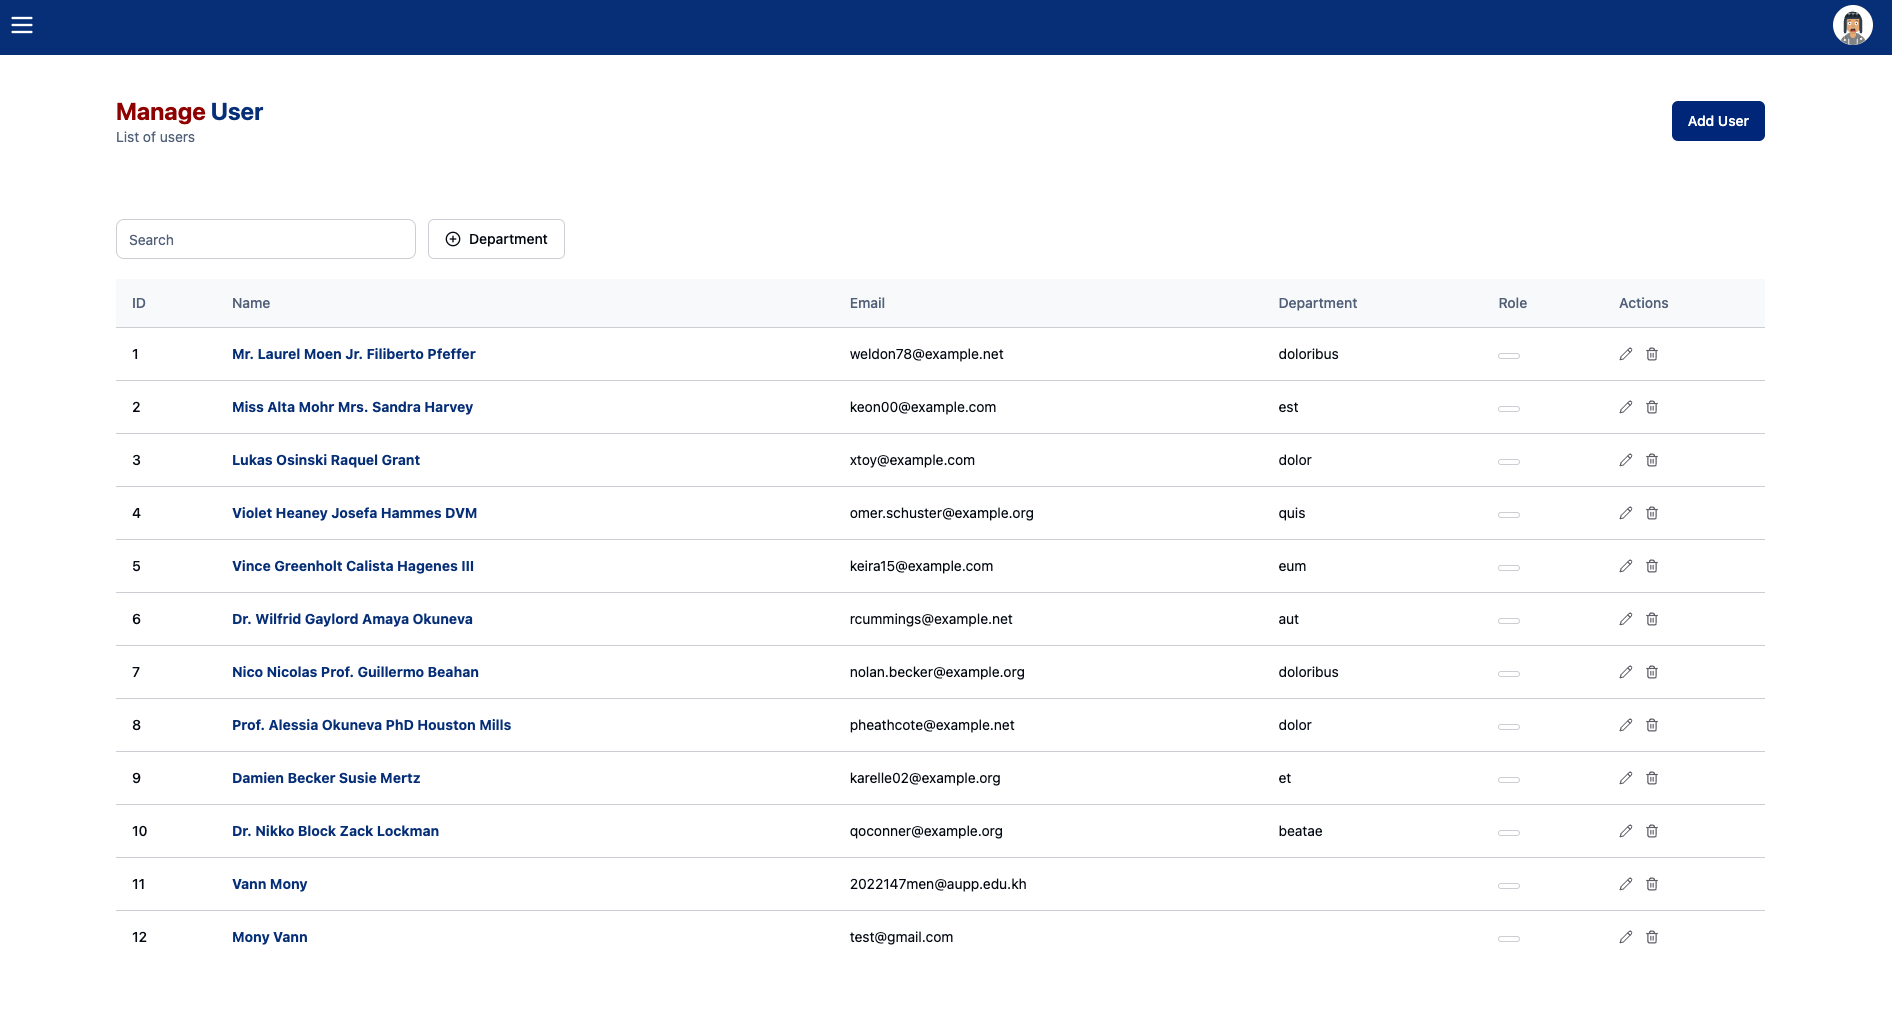 Manage User
List of users
Add User
Search
Department
ID Name Email Department Role Actions
1 Mr. Laurel Moen Jr. Filiberto Pfeffer weldon78@example.net doloribus
2 Miss Alta Mohr Mrs. Sandra Harvey keon00@example.com est
3 Lukas Osinski Raquel Grant xtoy@example.com dolor
4 Violet Heaney Josefa Hammes DVM omer.schuster@example.org quis
5 Vince Greenholt Calista Hagenes III keira15@example.com eum
6 Dr. Wilfrid Gaylord Amaya Okuneva rcummings@example.net aut
7 Nico Nicolas Prof. Guillermo Beahan nolan.becker@example.org doloribus
8 Prof. Alessia Okuneva PhD Houston Mills pheathcote@example.net dolor
9 Damien Becker Susie Mertz karelle02@example.org et
10 Dr. Nikko Block Zack Lockman qoconner@example.org beatae
11 Vann Mony 2022147men@aupp.edu.kh
12 Mony Vann test@gmail.com